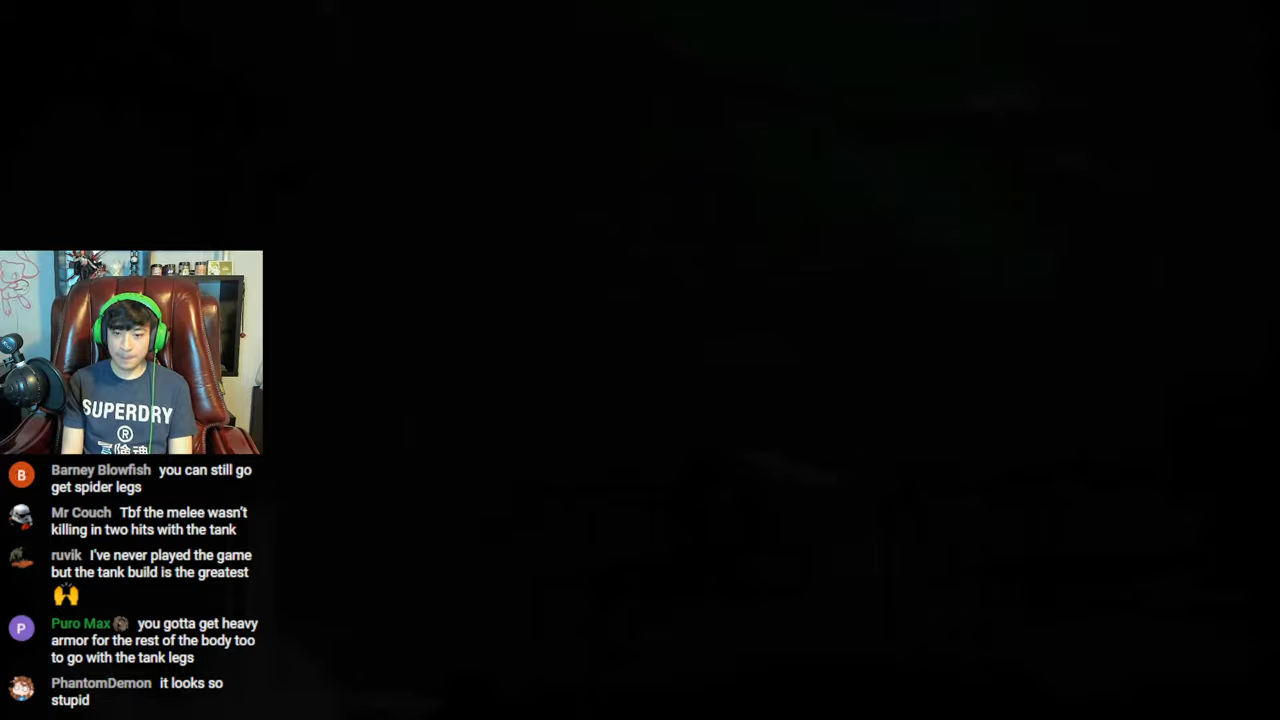 SUPERDRY
®
B
Barney Blowfish you can still go
get spider legs
Mr Couch Tbf the melee wasn't
killing in two hits with the tank
ruvik I've never played the game
but the tank build is the greatest
🙌
P
Puro Max you gotta get heavy
armor for the rest of the body too
to go with the tank legs
PhantomDemon it looks so
stupid